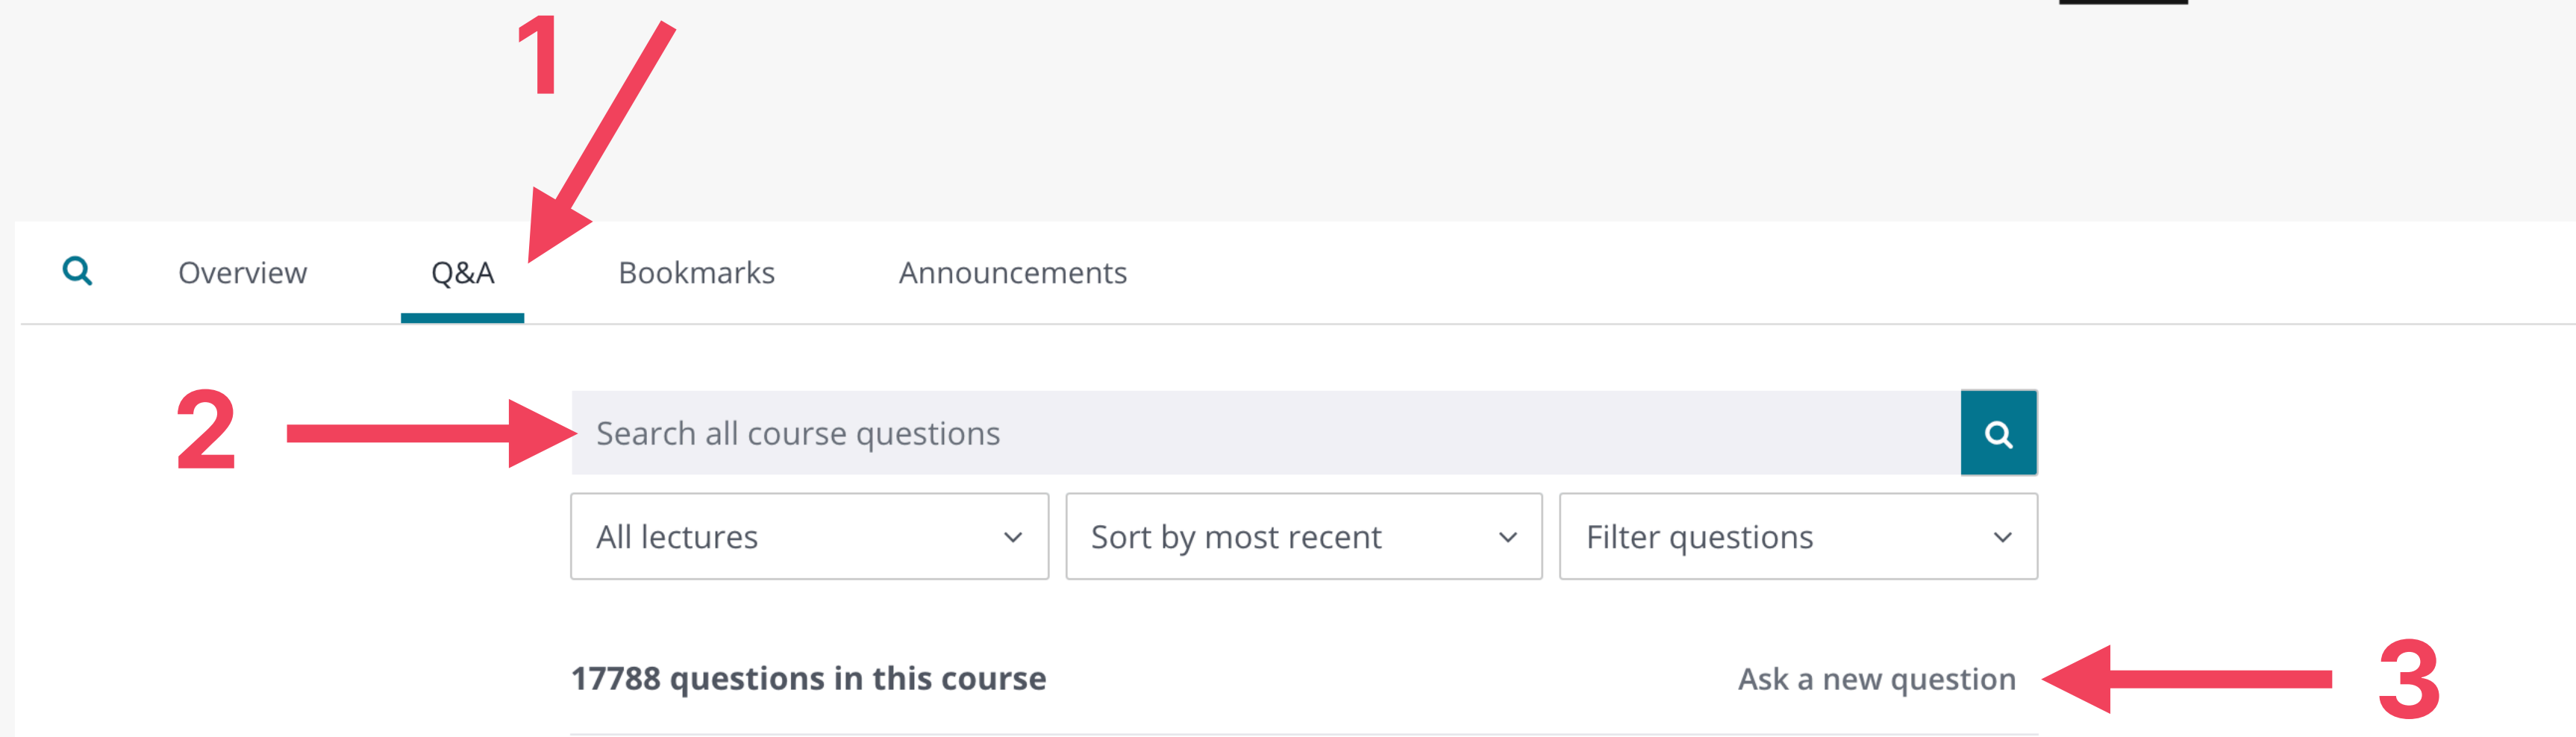 1
Overview Q&A Bookmarks Announcements
2
Search all course questions
All lectures Sort by most recent Filter questions
17788 questions in this course Ask a new question 3